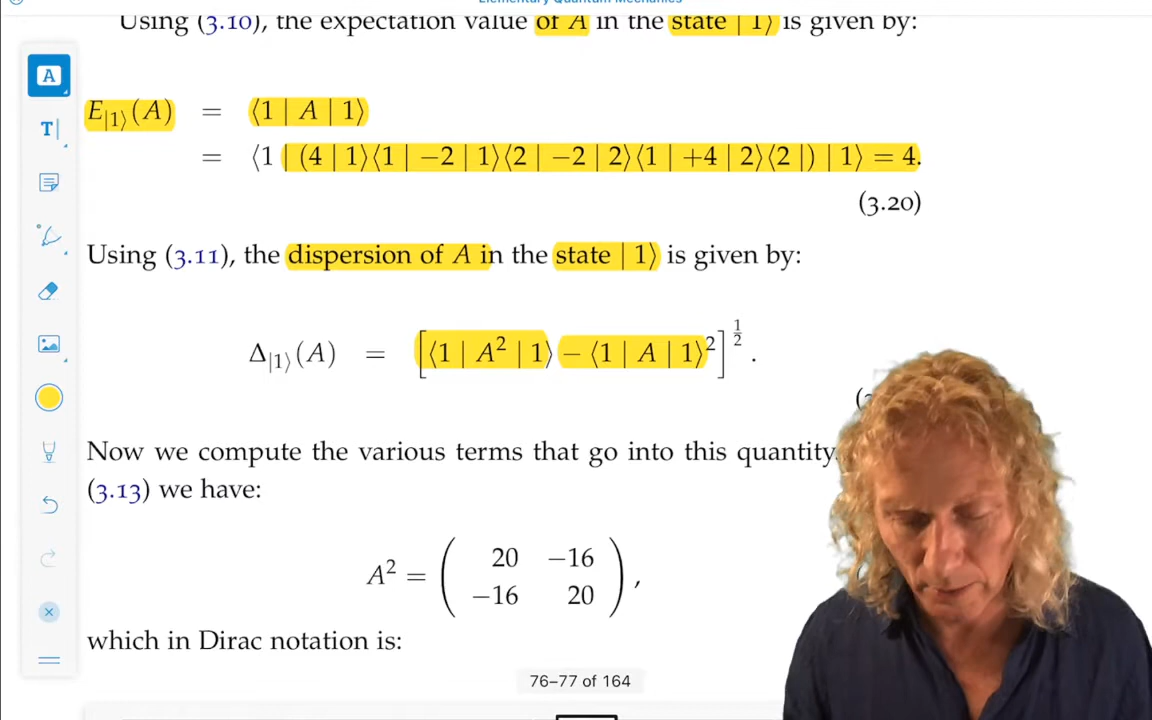 Elementary Quantum Mechanics
Using (3.10), the expectation value of A in the state | 1⟩ is given by:
E|1⟩(A) = ⟨1 | A | 1⟩
= ⟨1 | (4 | 1⟩⟨1 | −2 | 1⟩⟨2 | −2 | 2⟩⟨1 | +4 | 2⟩⟨2 |) | 1⟩ = 4.
(3.20)
Using (3.11), the dispersion of A in the state | 1⟩ is given by:
Δ|1⟩(A) = [⟨1 | A² | 1⟩ − ⟨1 | A | 1⟩²]^½ .
Now we compute the various terms that go into this quantity.
(3.13) we have:
A² = ( 20 −16
−16 20 ) ,
which in Dirac notation is:
76–77 of 164
A
T